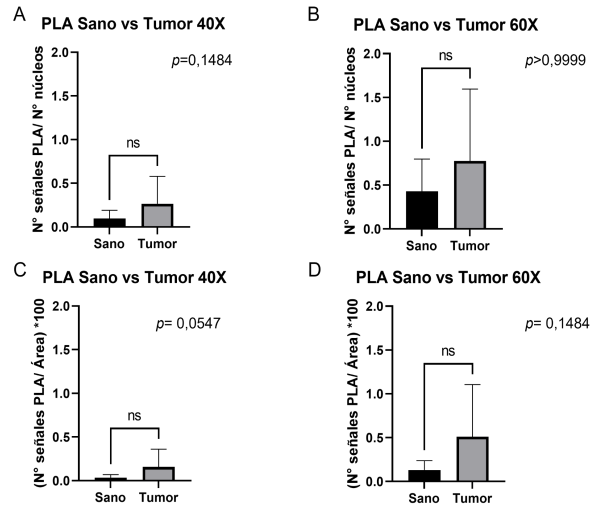 A
PLA Sano vs Tumor 40X
p=0,1484
N° señales PLA/ N° núcleos
2.0
1.5
1.0
0.5
0.0
ns
Sano Tumor
B
PLA Sano vs Tumor 60X
p>0,9999
N° señales PLA/ N° núcleos
2.0
1.5
1.0
0.5
0.0
ns
Sano Tumor
C
PLA Sano vs Tumor 40X
p= 0,0547
(N° señales PLA/ Área) *100
2.0
1.5
1.0
0.5
0.0
ns
Sano Tumor
D
PLA Sano vs Tumor 60X
p= 0,1484
(N° señales PLA/ Área) *100
2.0
1.5
1.0
0.5
0.0
ns
Sano Tumor